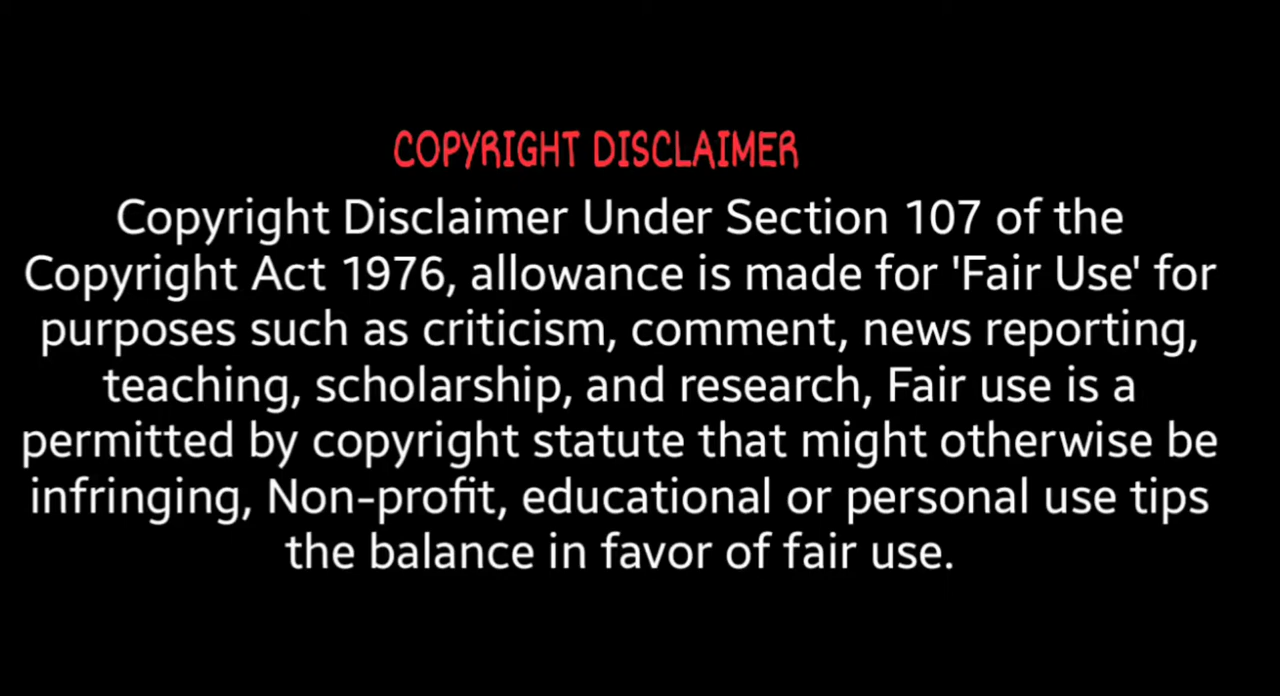 COPYRIGHT DISCLAIMER
Copyright Disclaimer Under Section 107 of the
Copyright Act 1976, allowance is made for 'Fair Use' for
purposes such as criticism, comment, news reporting,
teaching, scholarship, and research, Fair use is a
permitted by copyright statute that might otherwise be
infringing, Non-profit, educational or personal use tips
the balance in favor of fair use.